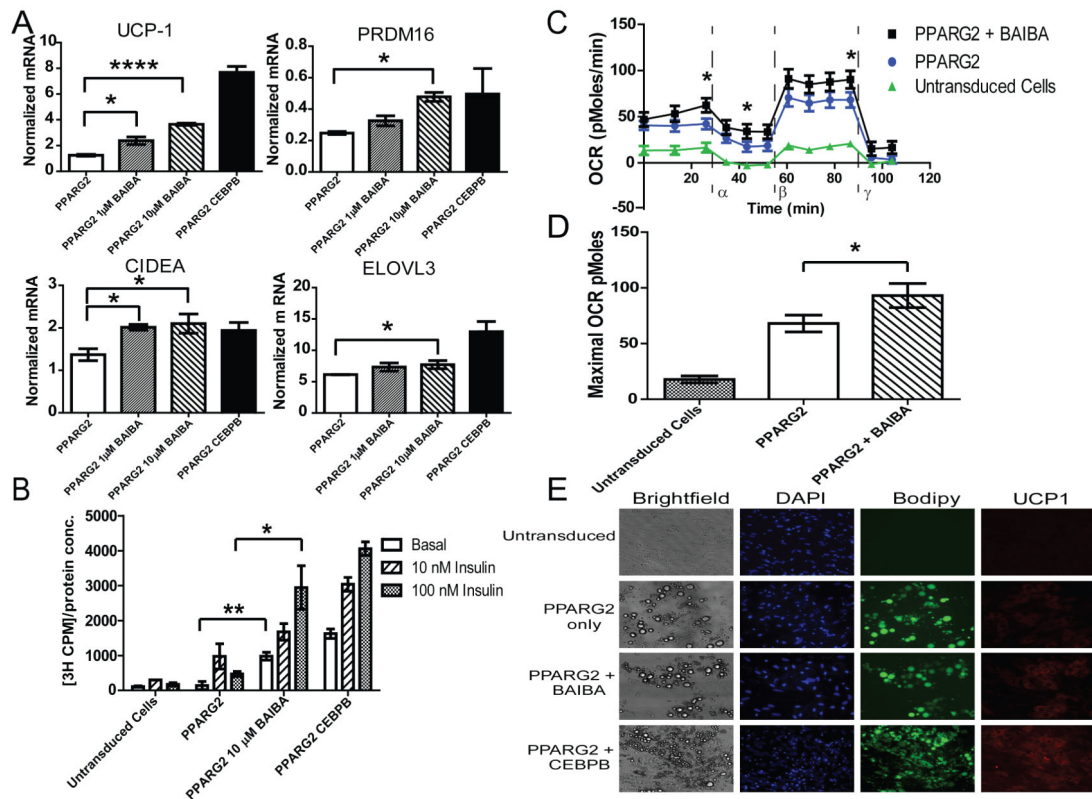 A
UCP-1
Normalized mRNA
10
8
6
4
2
0
****
*
PPARG2
PPARG2 1µM BAIBA
PPARG2 10µM BAIBA
PPARG2 CEBPB
PRDM16
Normalized mRNA
0.8
0.6
0.4
0.2
0.0
*
PPARG2
PPARG2 1µM BAIBA
PPARG2 10µM BAIBA
PPARG2 CEBPB
CIDEA
Normalized mRNA
3
2
1
0
*
*
PPARG2
PPARG2 1µM BAIBA
PPARG2 10µM BAIBA
PPARG2 CEBPB
ELOVL3
Normalized m RNA
20
15
10
5
0
*
PPARG2
PPARG2 1µM BAIBA
PPARG2 10µM BAIBA
PPARG2 CEBPB
B
[3H CPM]/protein conc.
5000
4000
3000
2000
1000
0
**
*
Basal
10 nM Insulin
100 nM Insulin
Untransduced Cells
PPARG2
PPARG2 10 µM BAIBA
PPARG2 CEBPB
C
OCR (pMoles/min)
150
100
50
0
-50
*
*
*
20
40
60
80
100
120
α
β
γ
Time (min)
PPARG2 + BAIBA
PPARG2
Untransduced Cells
D
Maximal OCR pMoles
150
100
50
0
*
Untransduced Cells
PPARG2
PPARG2 + BAIBA
E
Brightfield
DAPI
Bodipy
UCP1
Untransduced
PPARG2
only
PPARG2 +
BAIBA
PPARG2 +
CEBPB